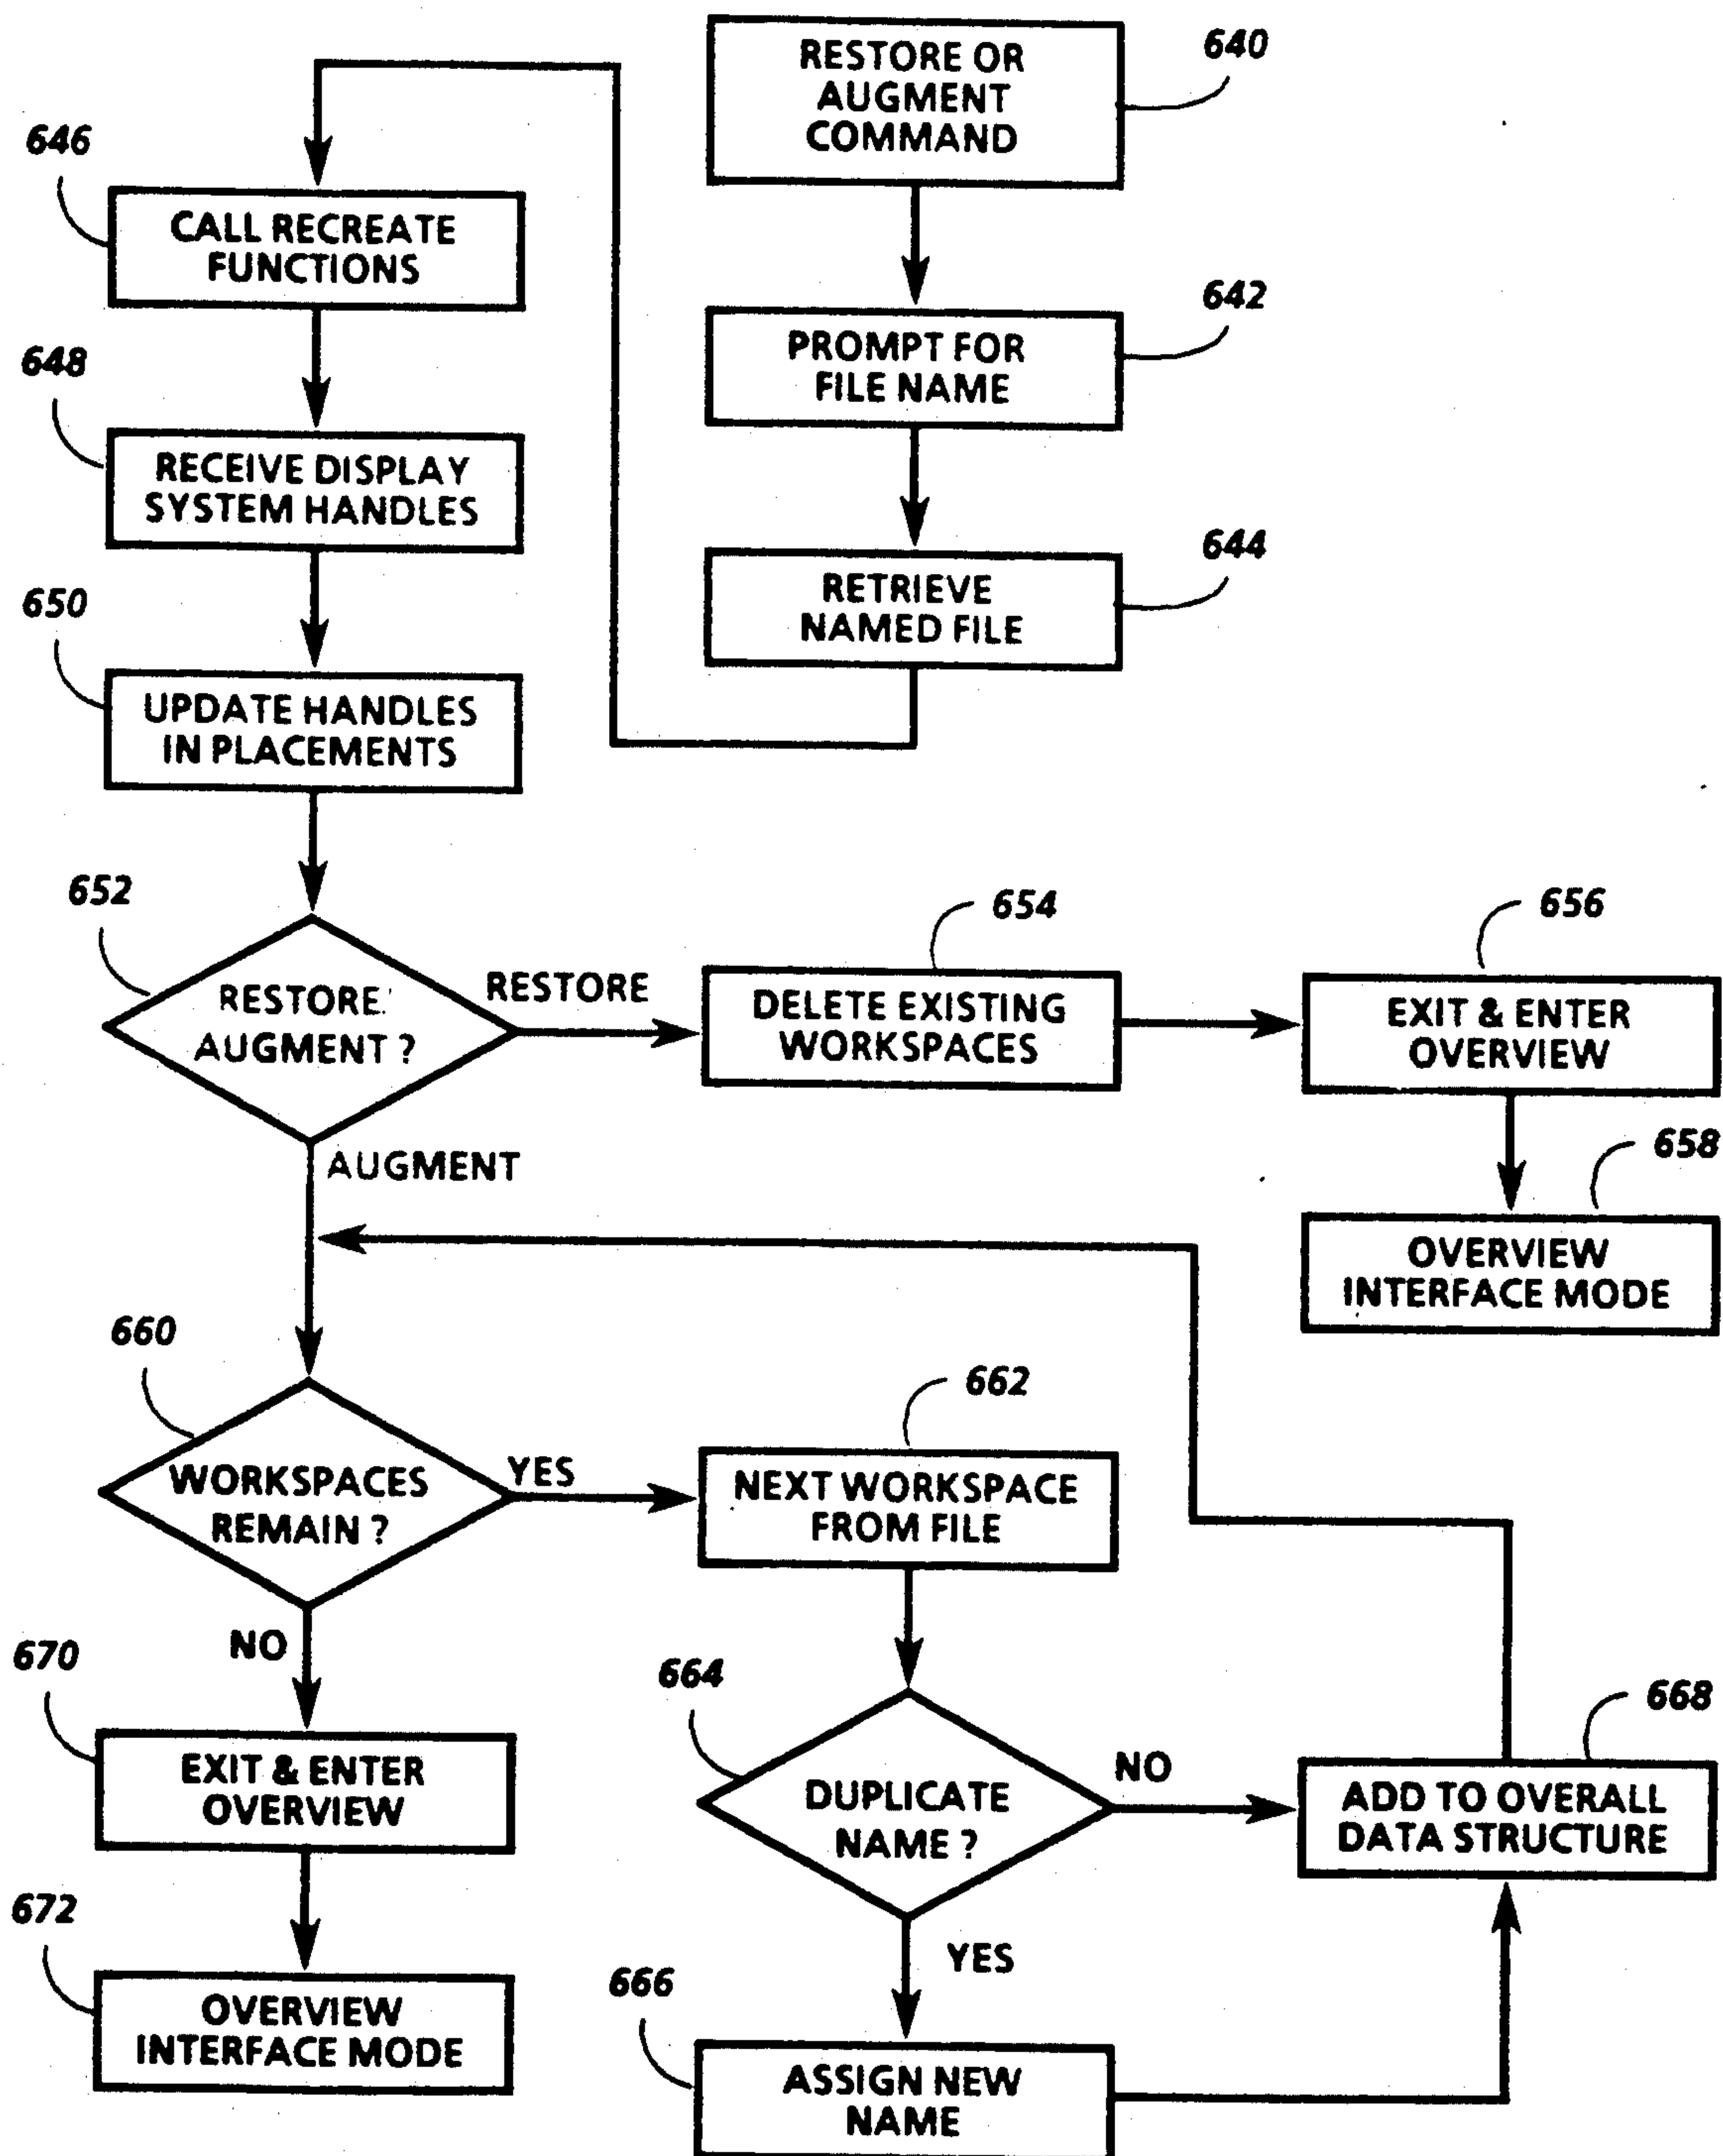 640
RESTORE OR
AUGMENT
COMMAND
642
PROMPT FOR
FILE NAME
644
RETRIEVE
NAMED FILE
646
CALL RECREATE
FUNCTIONS
648
RECEIVE DISPLAY
SYSTEM HANDLES
650
UPDATE HANDLES
IN PLACEMENTS
652
RESTORE
AUGMENT ?
RESTORE
654
DELETE EXISTING
WORKSPACES
656
EXIT & ENTER
OVERVIEW
658
OVERVIEW
INTERFACE MODE
AUGMENT
660
WORKSPACES
REMAIN ?
YES
662
NEXT WORKSPACE
FROM FILE
664
DUPLICATE
NAME ?
NO
668
ADD TO OVERALL
DATA STRUCTURE
YES
666
ASSIGN NEW
NAME
NO
670
EXIT & ENTER
OVERVIEW
672
OVERVIEW
INTERFACE MODE